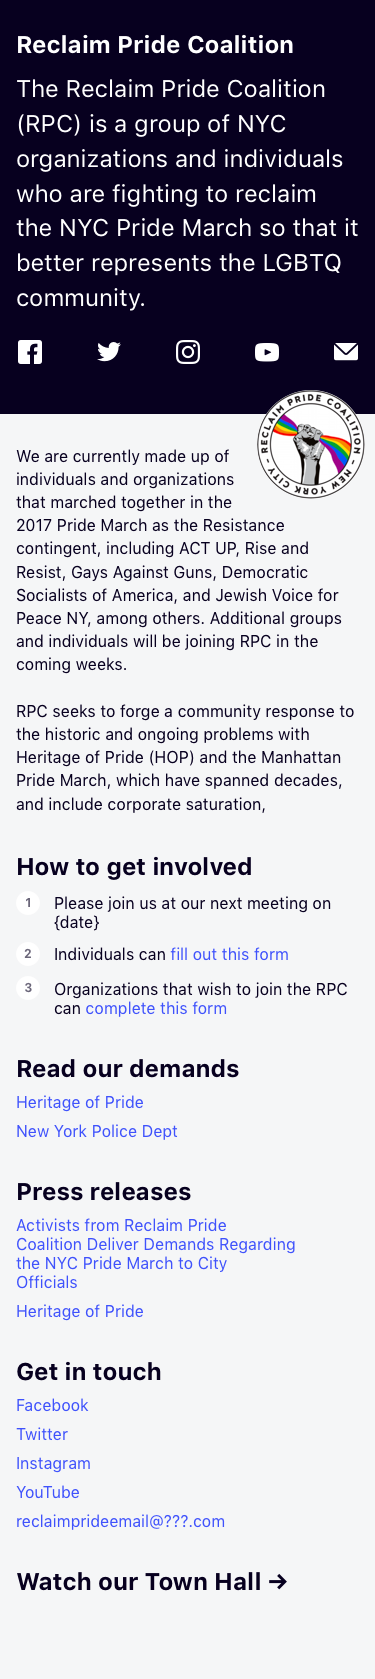 Reclaim Pride Coalition
The Reclaim Pride Coalition
(RPC) is a group of NYC
organizations and individuals
who are fighting to reclaim
the NYC Pride March so that it
better represents the LGBTQ
community.
RECLAIM PRIDE COALITION
- NEW YORK CITY -
We are currently made up of
individuals and organizations
that marched together in the
2017 Pride March as the Resistance
contingent, including ACT UP, Rise and
Resist, Gays Against Guns, Democratic
Socialists of America, and Jewish Voice for
Peace NY, among others. Additional groups
and individuals will be joining RPC in the
coming weeks.
RPC seeks to forge a community response to
the historic and ongoing problems with
Heritage of Pride (HOP) and the Manhattan
Pride March, which have spanned decades,
and include corporate saturation,
How to get involved
1 Please join us at our next meeting on
{date}
2 Individuals can fill out this form
3 Organizations that wish to join the RPC
can complete this form
Read our demands
Heritage of Pride
New York Police Dept
Press releases
Activists from Reclaim Pride
Coalition Deliver Demands Regarding
the NYC Pride March to City
Officials
Heritage of Pride
Get in touch
Facebook
Twitter
Instagram
YouTube
reclaimprideemail@???.com
Watch our Town Hall →